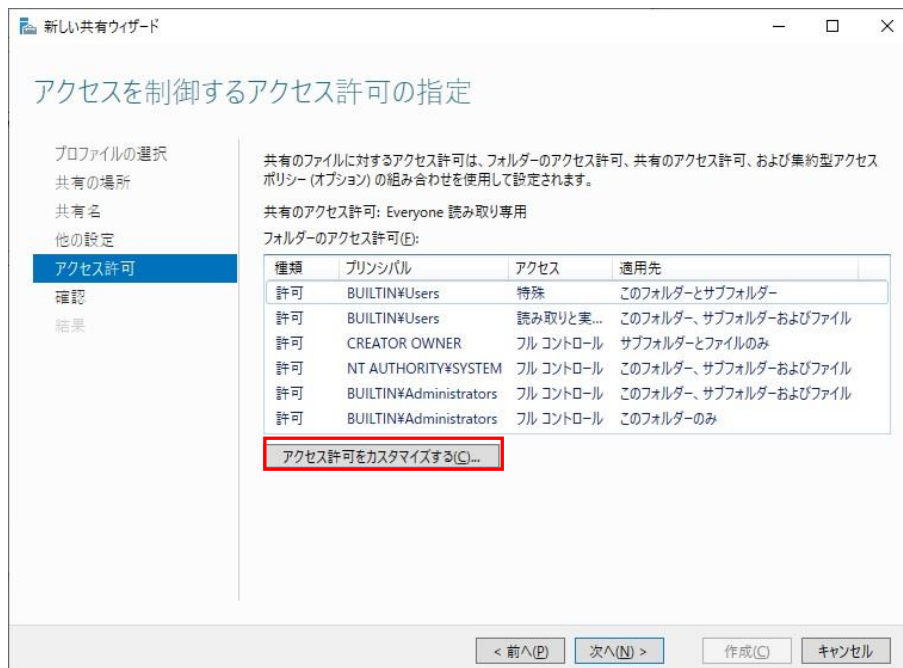 新しい共有ウィザード
アクセスを制御するアクセス許可の指定
プロファイルの選択
共有の場所
共有名
他の設定
アクセス許可
確認
結果
共有のファイルに対するアクセス許可は、フォルダーのアクセス許可、共有のアクセス許可、および集約型アクセス
ポリシー (オプション) の組み合わせを使用して設定されます。
共有のアクセス許可: Everyone 読み取り専用
フォルダーのアクセス許可(F):
種類 プリンシパル アクセス 適用先
許可 BUILTIN¥Users 特殊 このフォルダーとサブフォルダー
許可 BUILTIN¥Users 読み取りと実... このフォルダー、サブフォルダーおよびファイル
許可 CREATOR OWNER フル コントロール サブフォルダーとファイルのみ
許可 NT AUTHORITY¥SYSTEM フル コントロール このフォルダー、サブフォルダーおよびファイル
許可 BUILTIN¥Administrators フル コントロール このフォルダー、サブフォルダーおよびファイル
許可 BUILTIN¥Administrators フル コントロール このフォルダーのみ
アクセス許可をカスタマイズする(C)...
< 前へ(P) 次へ(N) > 作成(C) キャンセル